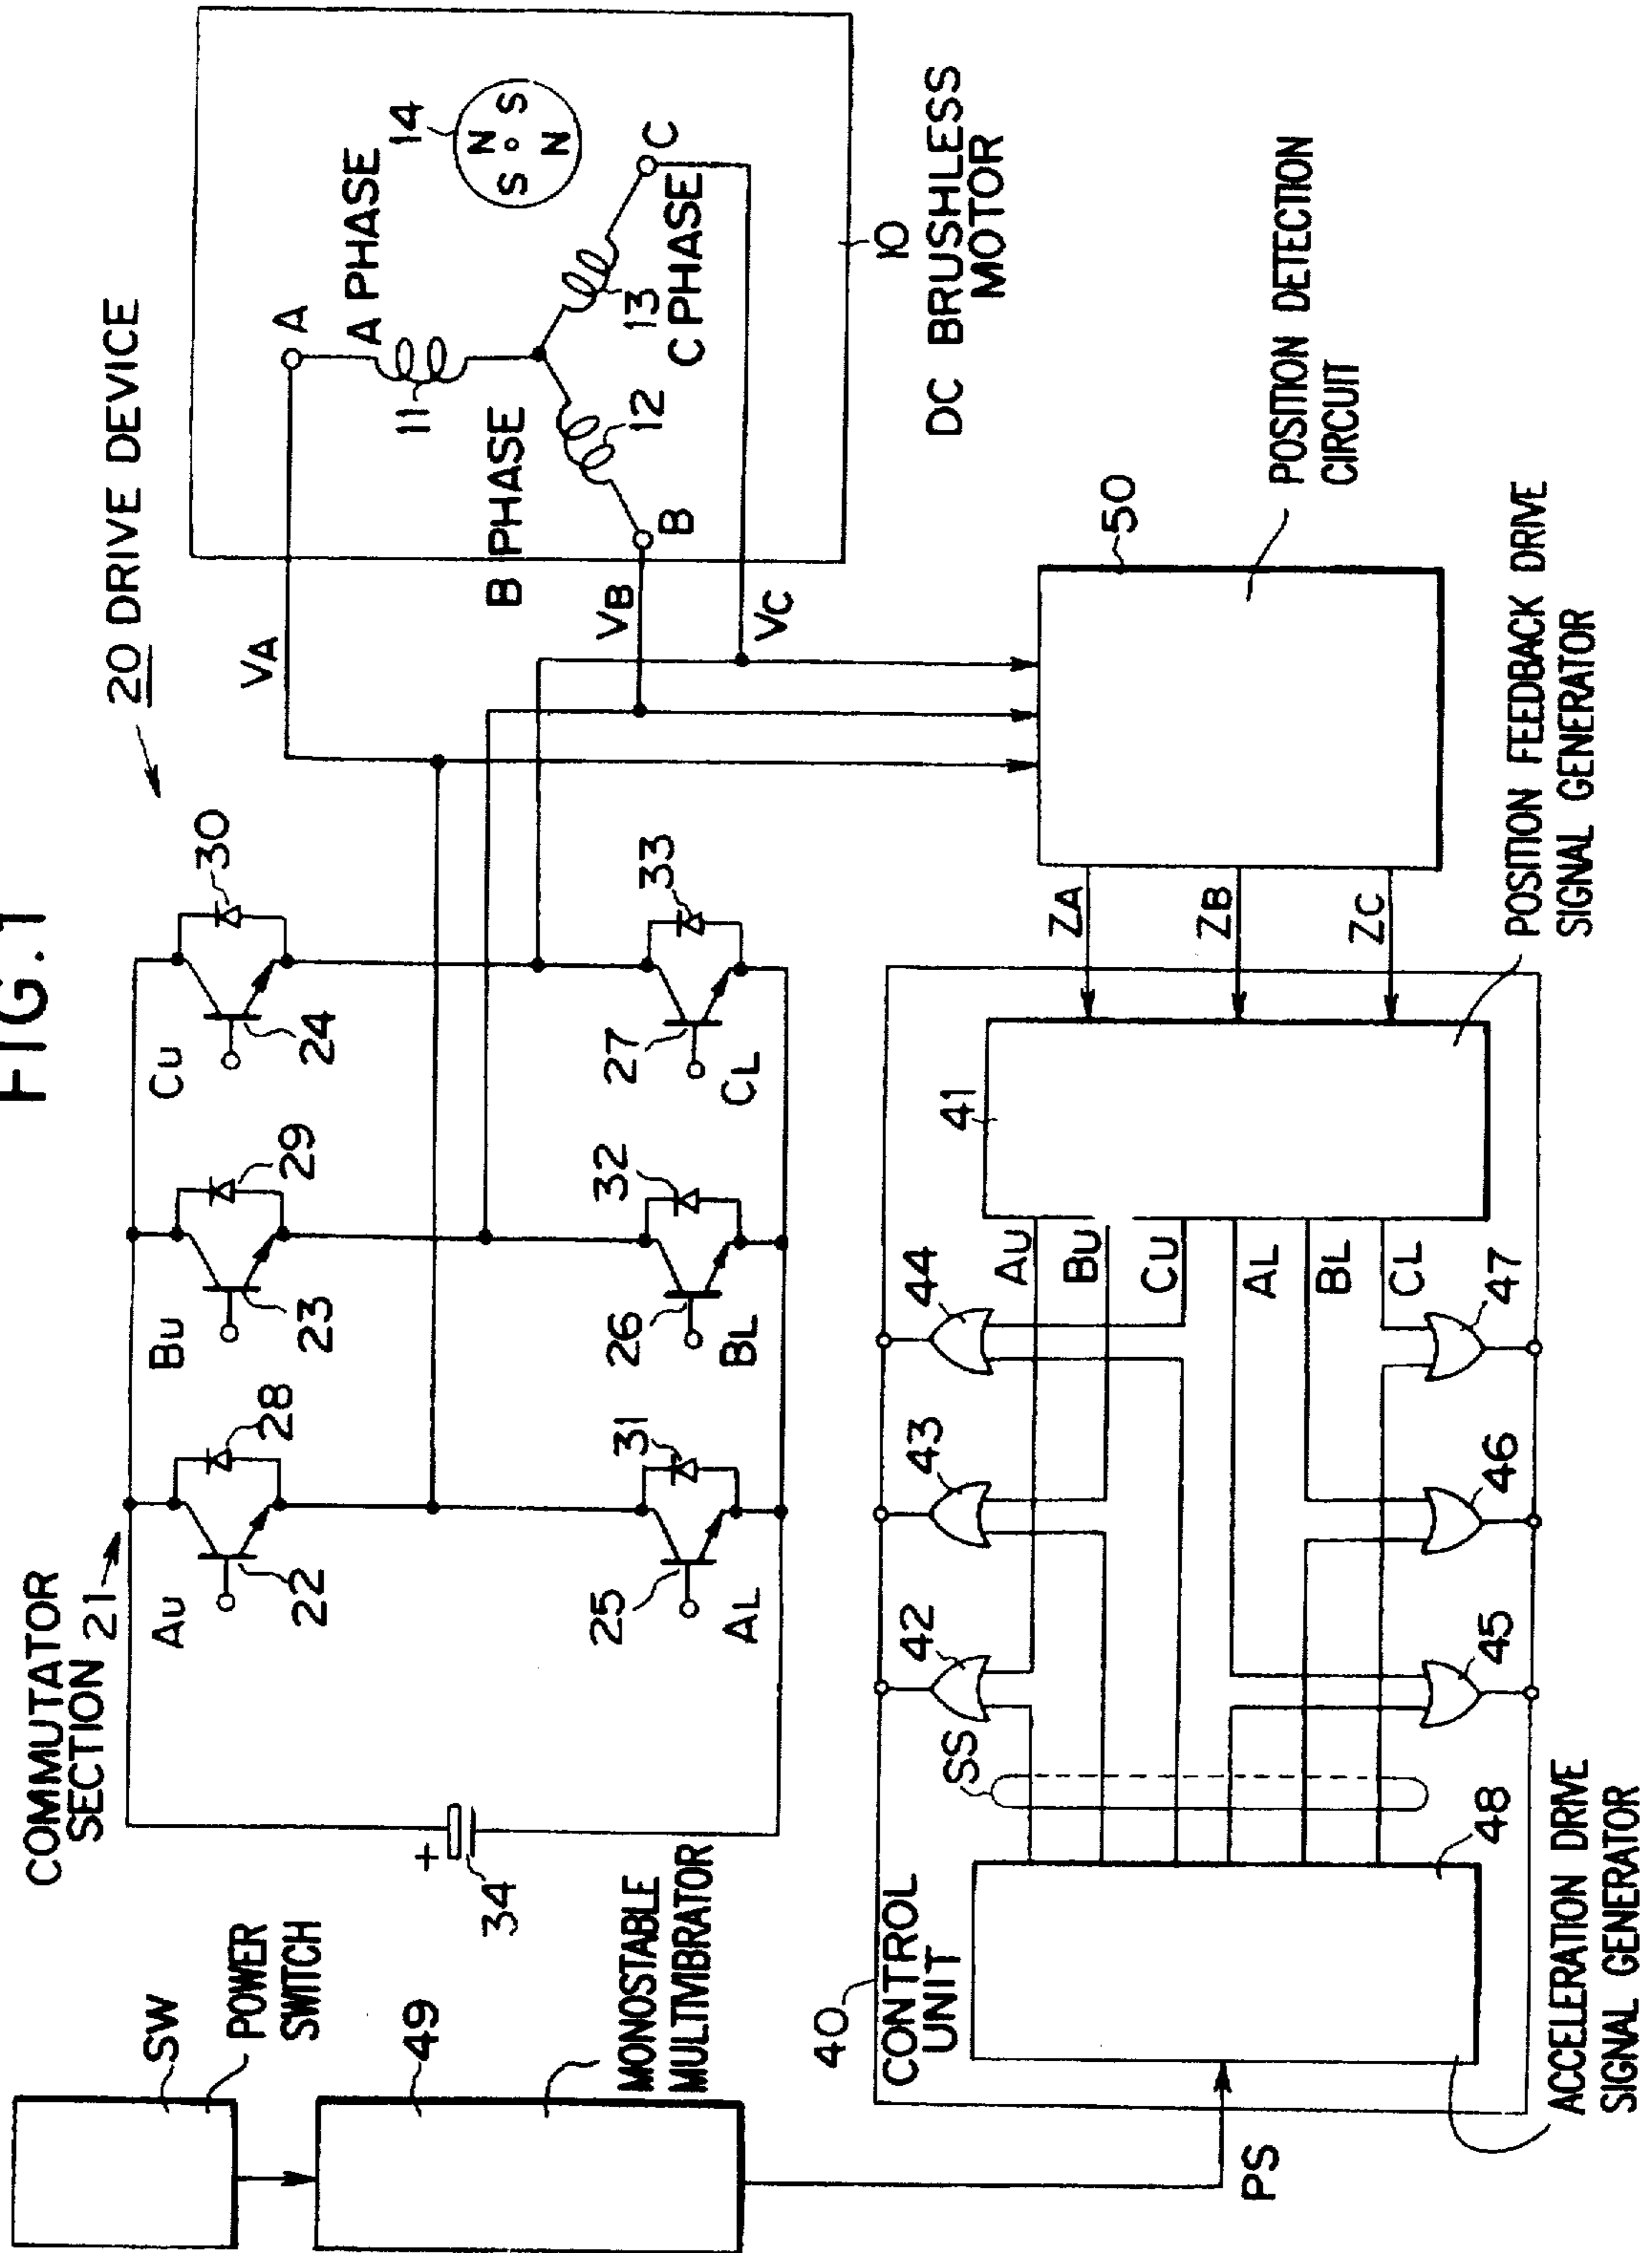 FIG.1
20 DRIVE DEVICE
COMMUTATOR
SECTION 21
SW
POWER
SWITCH
49
MONOSTABLE
MULTIVIBRATOR
PS
34
+
AU
22
28
BU
23
29
CU
24
30
AL
25
31
BL
26
32
CL
27
33
VA
VB
VC
A
A PHASE
11
B PHASE
12
B
13
C PHASE
C
14
N
S
S
N
10
DC BRUSHLESS
MOTOR
50
POSITION DETECTION
CIRCUIT
ZA
ZB
ZC
40
CONTROL
UNIT
SS
42
43
44
AU
BU
CU
AL
BL
CL
41
45
46
47
48
ACCELERATION DRIVE
SIGNAL GENERATOR
POSITION FEEDBACK DRIVE
SIGNAL GENERATOR